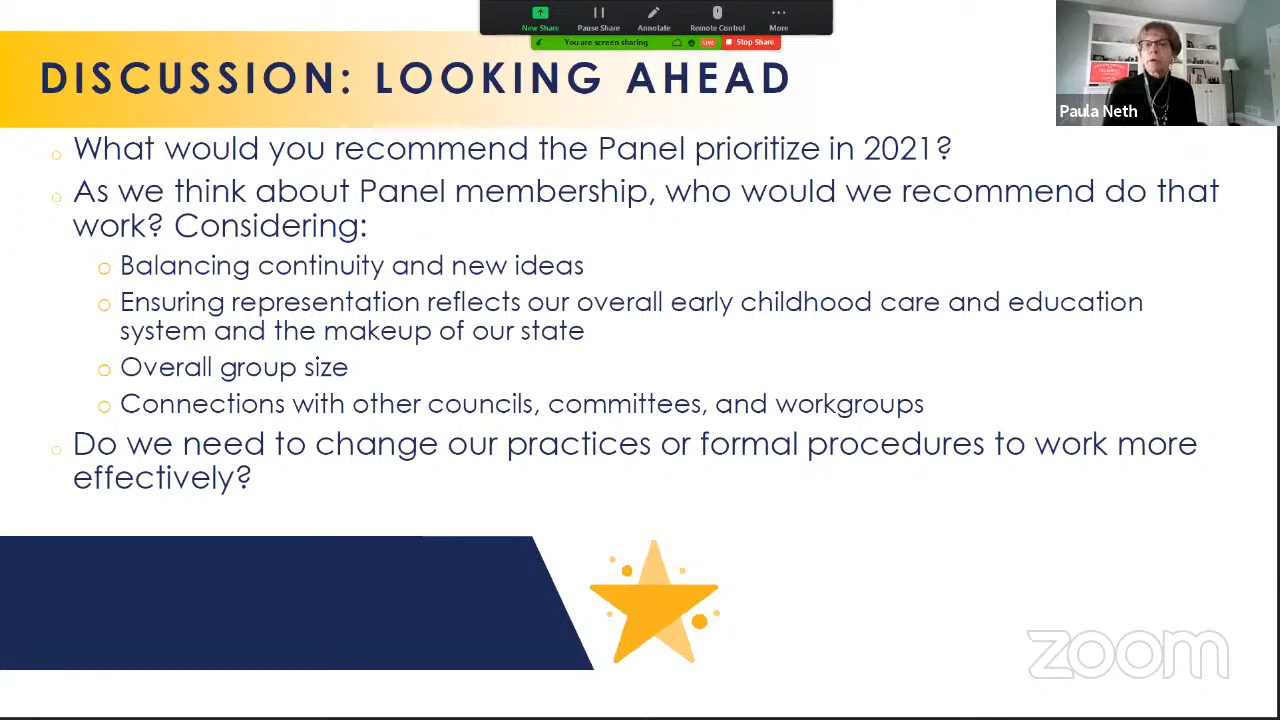 New Share
Pause Share
Annotate
Remote Control
More
You are screen sharing
LIVE
Stop Share
DISCUSSION: LOOKING AHEAD
Paula Neth
What would you recommend the Panel prioritize in 2021?
As we think about Panel membership, who would we recommend do that
work? Considering:
Balancing continuity and new ideas
Ensuring representation reflects our overall early childhood care and education
system and the makeup of our state
Overall group size
Connections with other councils, committees, and workgroups
Do we need to change our practices or formal procedures to work more
effectively?
zoom